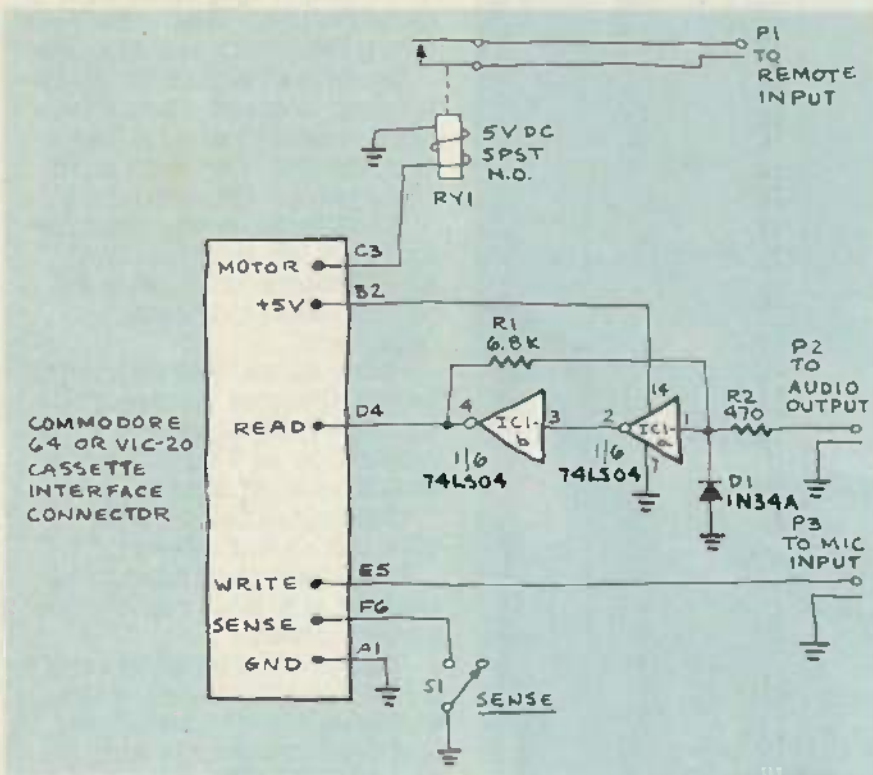 P1
TO
REMOTE
INPUT
5VDC
SPST
N.O.
RY1
C3
MOTOR
B2
+5V
R1
6.8K
P2
TO
AUDIO
OUTPUT
14
R2
470
D4
READ
4
IC1-
b
3
2
IC1-
a
1
7
1/6
74LS04
1/6
74LS04
D1
1N34A
COMMODORE
64 OR VIC-20
CASSETTE
INTERFACE
CONNECTOR
P3
TO MIC
INPUT
E5
WRITE
F6
SENSE
A1
GND
S1
SENSE